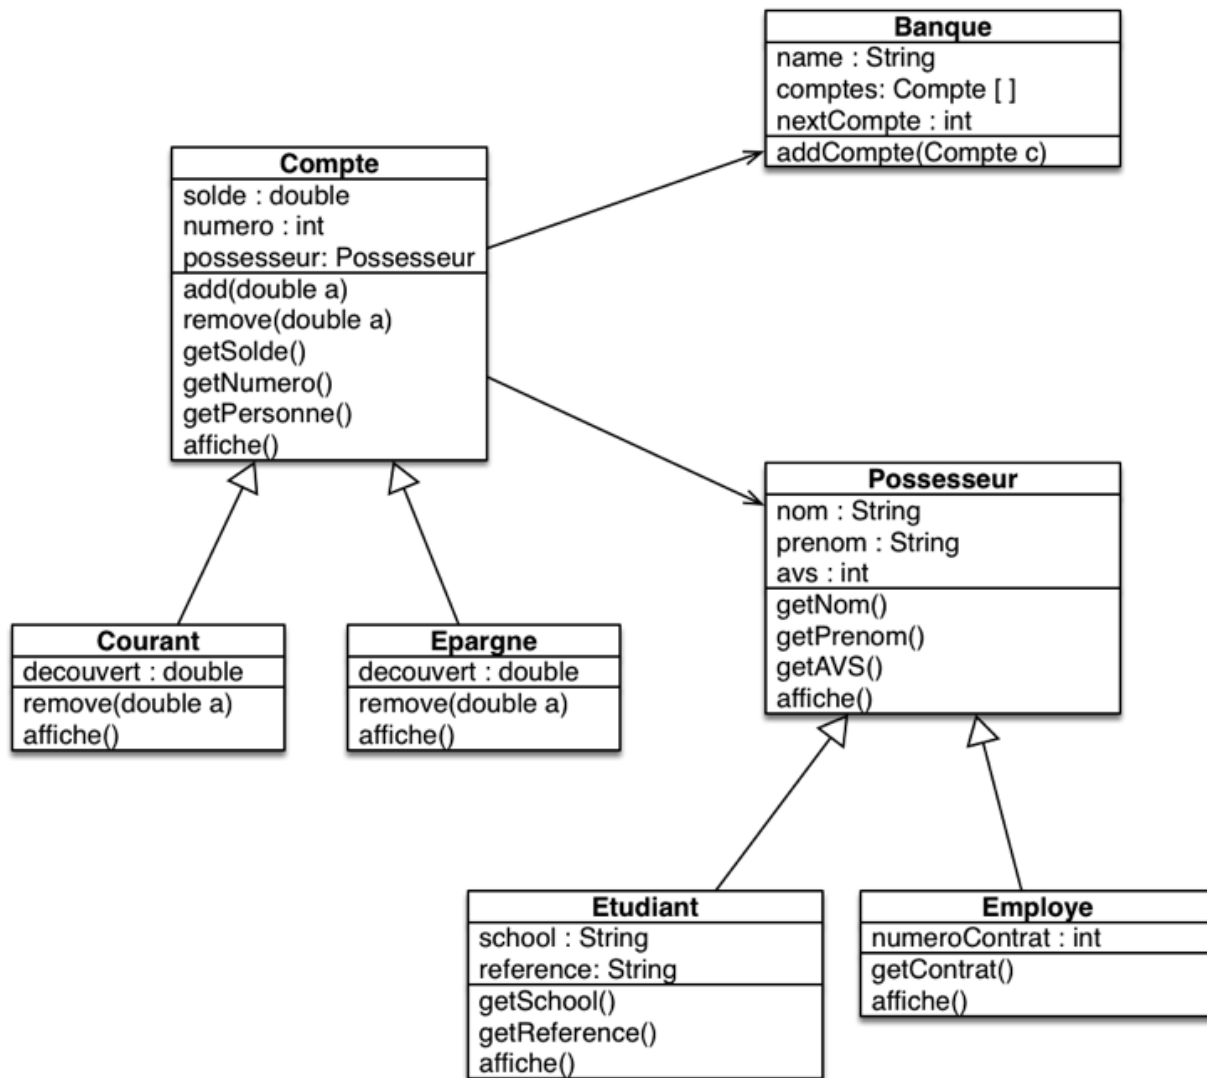 Banque
name : String
comptes: Compte [ ]
nextCompte : int
addCompte(Compte c)
Compte
solde : double
numero : int
possesseur: Possesseur
add(double a)
remove(double a)
getSolde()
getNumero()
getPersonne()
affiche()
Possesseur
nom : String
prenom : String
avs : int
getNom()
getPrenom()
getAVS()
affiche()
Courant
decouvert : double
remove(double a)
affiche()
Epargne
decouvert : double
remove(double a)
affiche()
Etudiant
school : String
reference: String
getSchool()
getReference()
affiche()
Employe
numeroContrat : int
getContrat()
affiche()